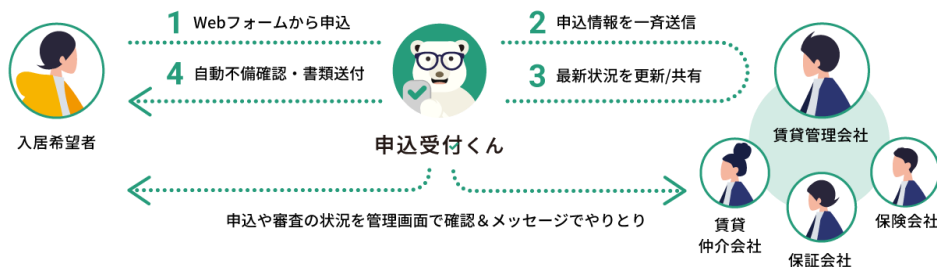 1 Webフォームから申込
2 申込情報を一斉送信
4 自動不備確認・書類送付
3 最新状況を更新/共有
入居希望者
申込受付くん
賃貸管理会社
申込や審査の状況を管理画面で確認＆メッセージでやりとり
賃貸
仲介会社
保証会社
保険会社